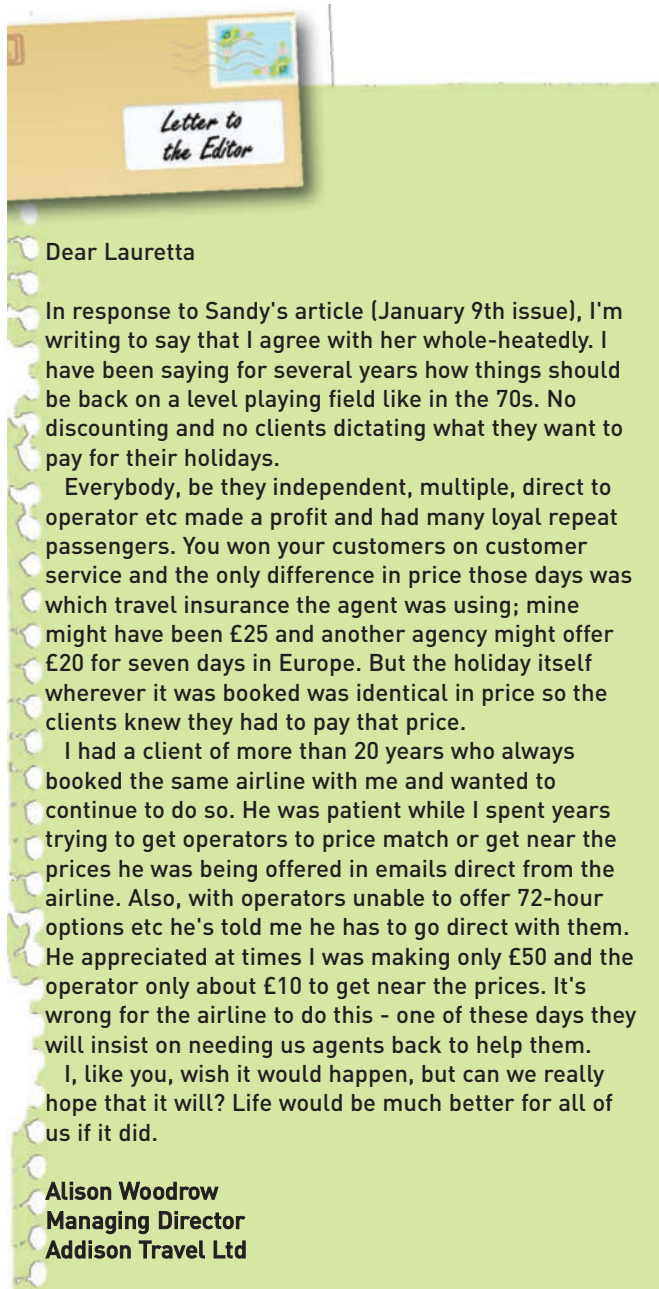 Letter to
the Editor
Dear Lauretta
In response to Sandy's article (January 9th issue), I'm
writing to say that I agree with her whole-heatedly. I
have been saying for several years how things should
be back on a level playing field like in the 70s. No
discounting and no clients dictating what they want to
pay for their holidays.
Everybody, be they independent, multiple, direct to
operator etc made a profit and had many loyal repeat
passengers. You won your customers on customer
service and the only difference in price those days was
which travel insurance the agent was using; mine
might have been £25 and another agency might offer
£20 for seven days in Europe. But the holiday itself
wherever it was booked was identical in price so the
clients knew they had to pay that price.
I had a client of more than 20 years who always
booked the same airline with me and wanted to
continue to do so. He was patient while I spent years
trying to get operators to price match or get near the
prices he was being offered in emails direct from the
airline. Also, with operators unable to offer 72-hour
options etc he's told me he has to go direct with them.
He appreciated at times I was making only £50 and the
operator only about £10 to get near the prices. It's
wrong for the airline to do this - one of these days they
will insist on needing us agents back to help them.
I, like you, wish it would happen, but can we really
hope that it will? Life would be much better for all of
us if it did.
Alison Woodrow
Managing Director
Addison Travel Ltd